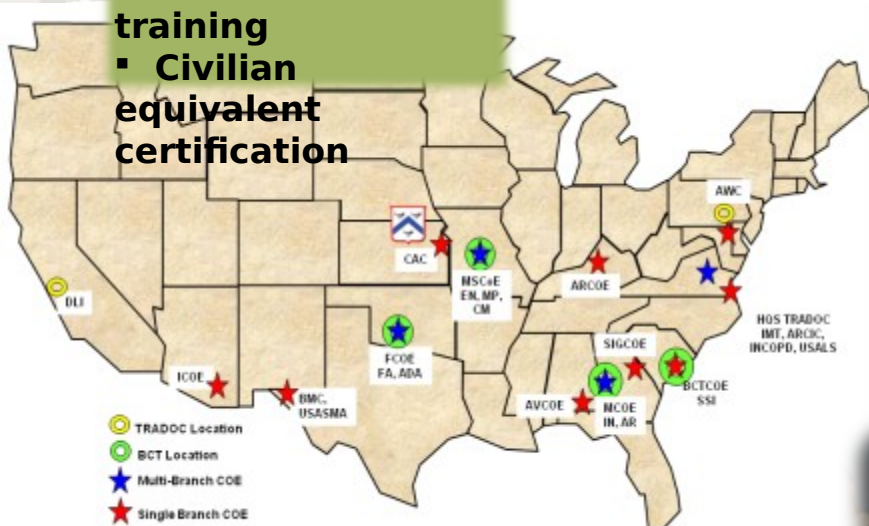 training
▪ Civilian
equivalent
certification
AWC
CAC
MSCoE
EN, MP,
CM
ARCOE
DLI
HQS TRADOC
IMT, ARCIC,
INCOPD, USALS
SIGCOE
FCOE
FA, ADA
ICOE
BMC,
USASMA
AVCOE
MCOE
IN, AR
BCTCOE
SSI
TRADOC Location
BCT Location
Multi-Branch COE
Single Branch COE